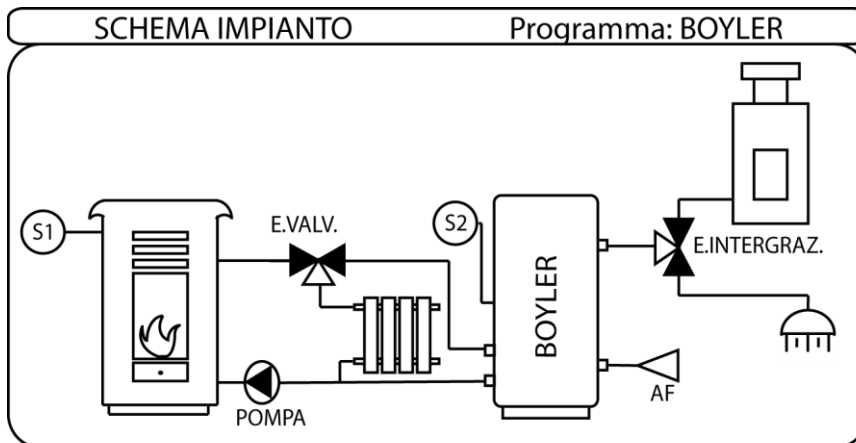 SCHEMA IMPIANTO Programma: BOYLER
S1
E.VALV.
S2
BOYLER
E.INTERGRAZ.
POMPA
AF